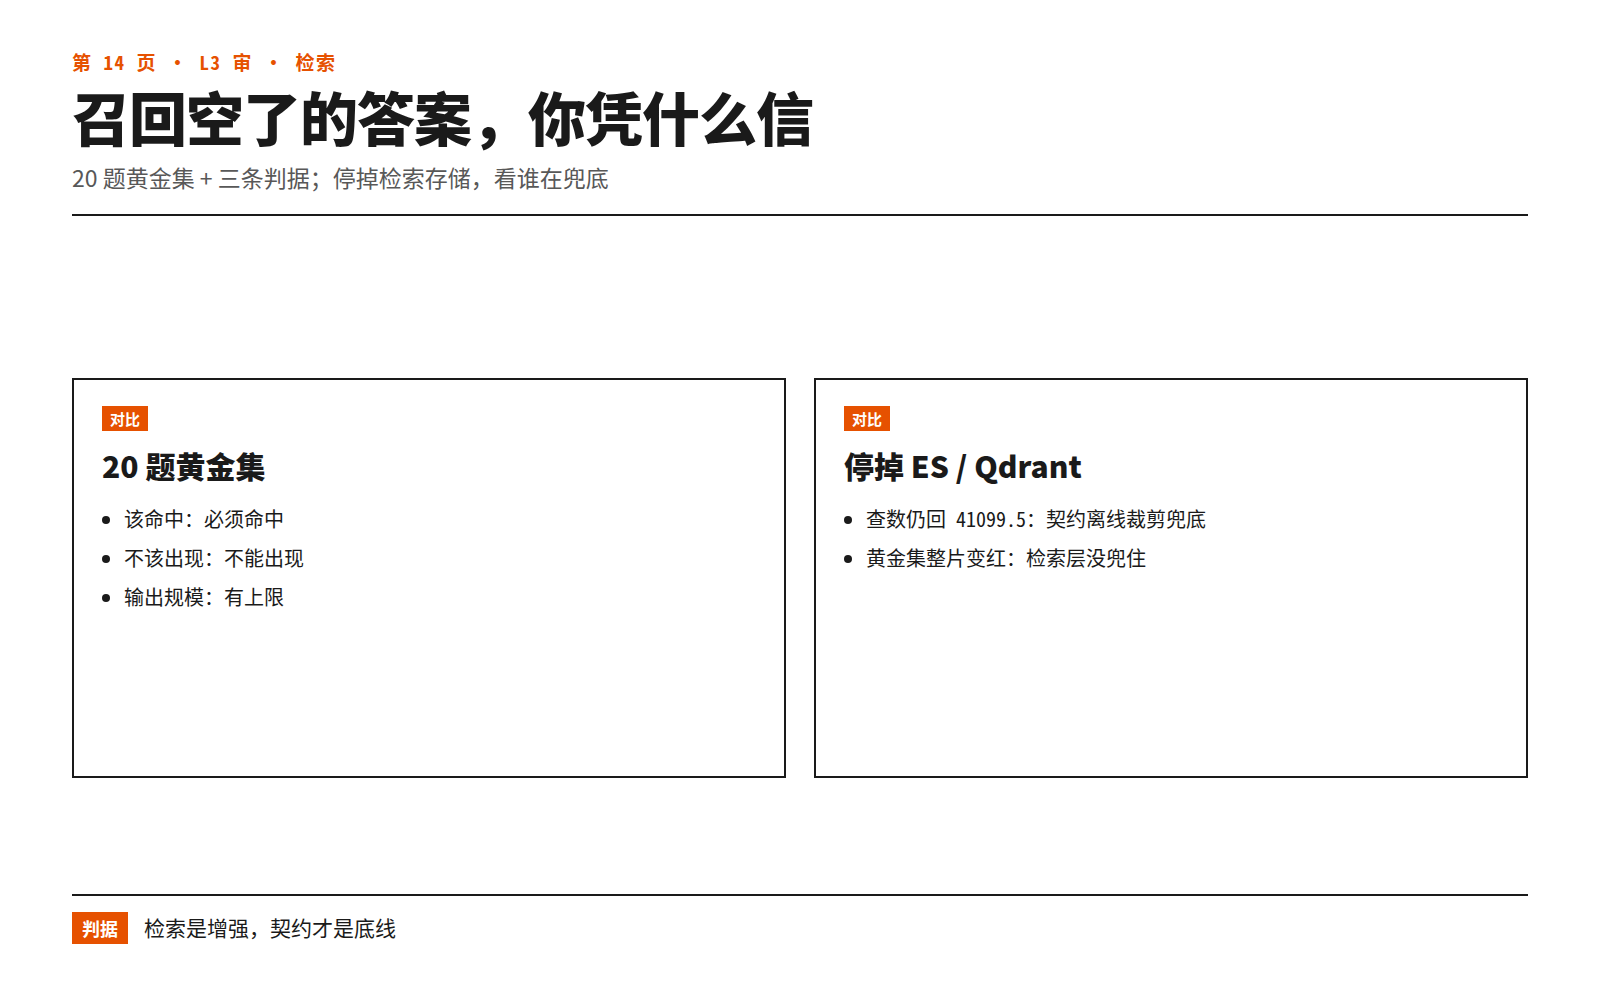 第 14 页 · L3 审 · 检索
召回空了的答案，你凭什么信
20 题黄金集 + 三条判据；停掉检索存储，看谁在兜底
对比
20 题黄金集
该命中：必须命中
不该出现：不能出现
输出规模：有上限
对比
停掉 ES / Qdrant
查数仍回 41099.5：契约离线裁剪兜底
黄金集整片变红：检索层没兜住
判据
检索是增强，契约才是底线